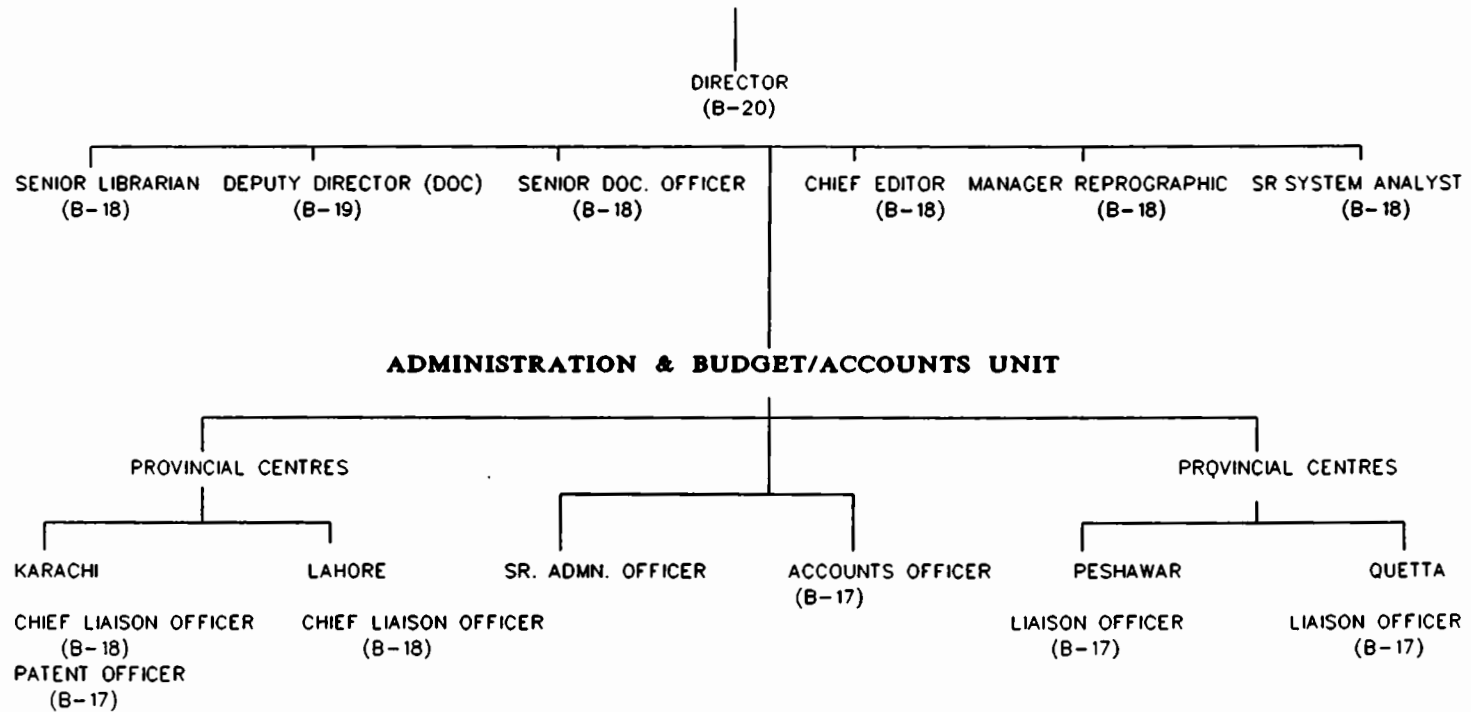 DIRECTOR
(B-20)
SENIOR LIBRARIAN
(B-18)
DEPUTY DIRECTOR (DOC)
(B-19)
SENIOR DOC. OFFICER
(B-18)
CHIEF EDITOR
(B-18)
MANAGER REPROGRAPHIC
(B-18)
SR SYSTEM ANALYST
(B-18)
ADMINISTRATION & BUDGET/ACCOUNTS UNIT
PROVINCIAL CENTRES
PROVINCIAL CENTRES
KARACHI
CHIEF LIAISON OFFICER
(B-18)
PATENT OFFICER
(B-17)
LAHORE
CHIEF LIAISON OFFICER
(B-18)
SR. ADMN. OFFICER
ACCOUNTS OFFICER
(B-17)
PESHAWAR
LIAISON OFFICER
(B-17)
QUETTA
LIAISON OFFICER
(B-17)